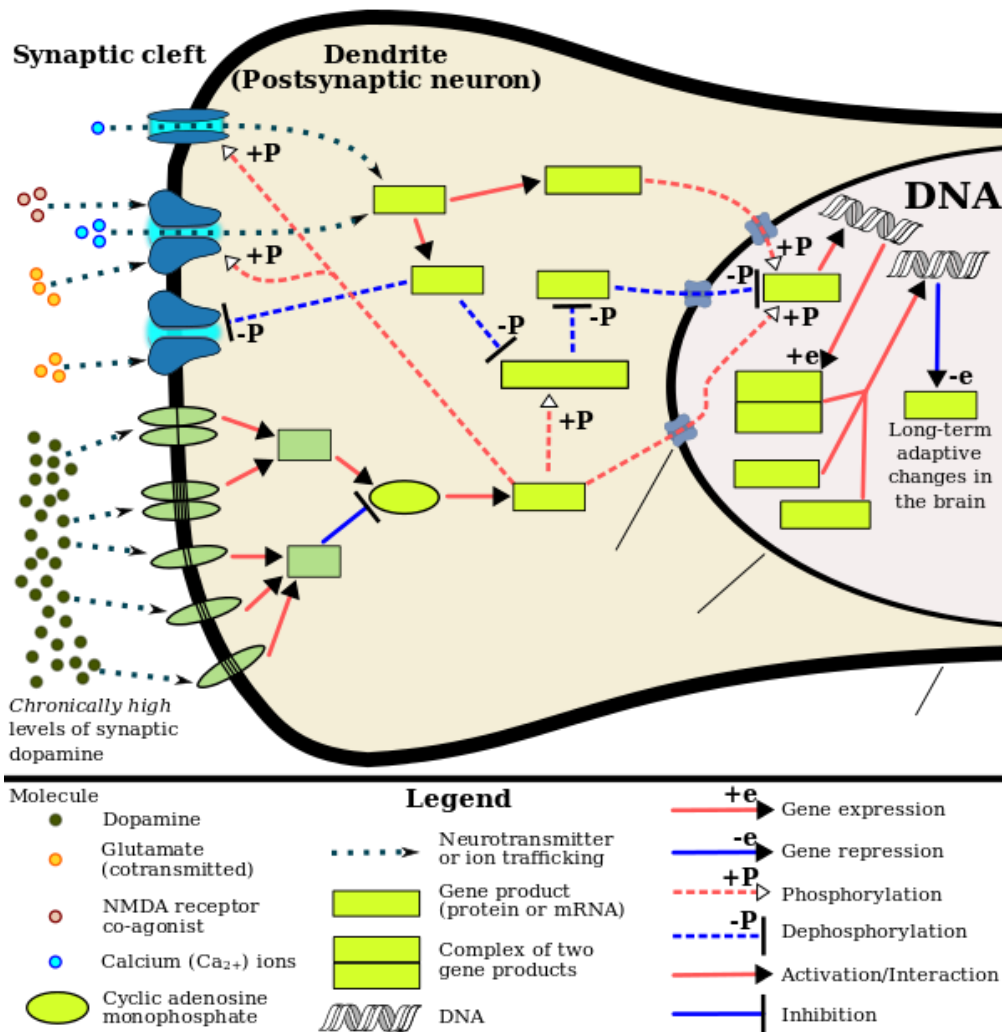 Synaptic cleft
Dendrite
(Postsynaptic neuron)
DNA
+P
+P
-P
-P
-P
+P
+P
-P
+P
+e
-e
Long-term
adaptive
changes in
the brain
Chronically high
levels of synaptic
dopamine
Molecule
Dopamine
Glutamate
(cotransmitted)
NMDA receptor
co-agonist
Calcium (Ca₂₊) ions
Cyclic adenosine
monophosphate
Legend
Neurotransmitter
or ion trafficking
Gene product
(protein or mRNA)
Complex of two
gene products
DNA
+e
Gene expression
-e
Gene repression
+P
Phosphorylation
-P
Dephosphorylation
Activation/Interaction
Inhibition